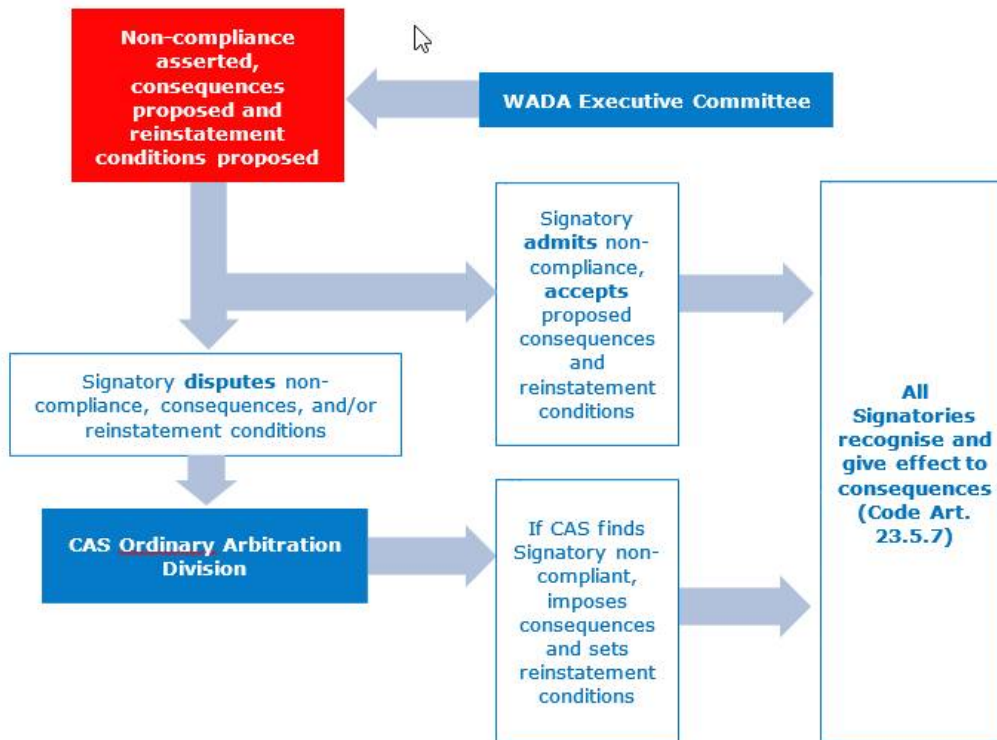 Non-compliance
asserted,
consequences
proposed and
reinstatement
conditions proposed
WADA Executive Committee
Signatory
admits non-
compliance,
accepts
proposed
consequences
and
reinstatement
conditions
Signatory disputes non-
compliance, consequences, and/or
reinstatement conditions
CAS Ordinary Arbitration
Division
If CAS finds
Signatory non-
compliant,
imposes
consequences
and sets
reinstatement
conditions
All
Signatories
recognise and
give effect to
consequences
(Code Art.
23.5.7)